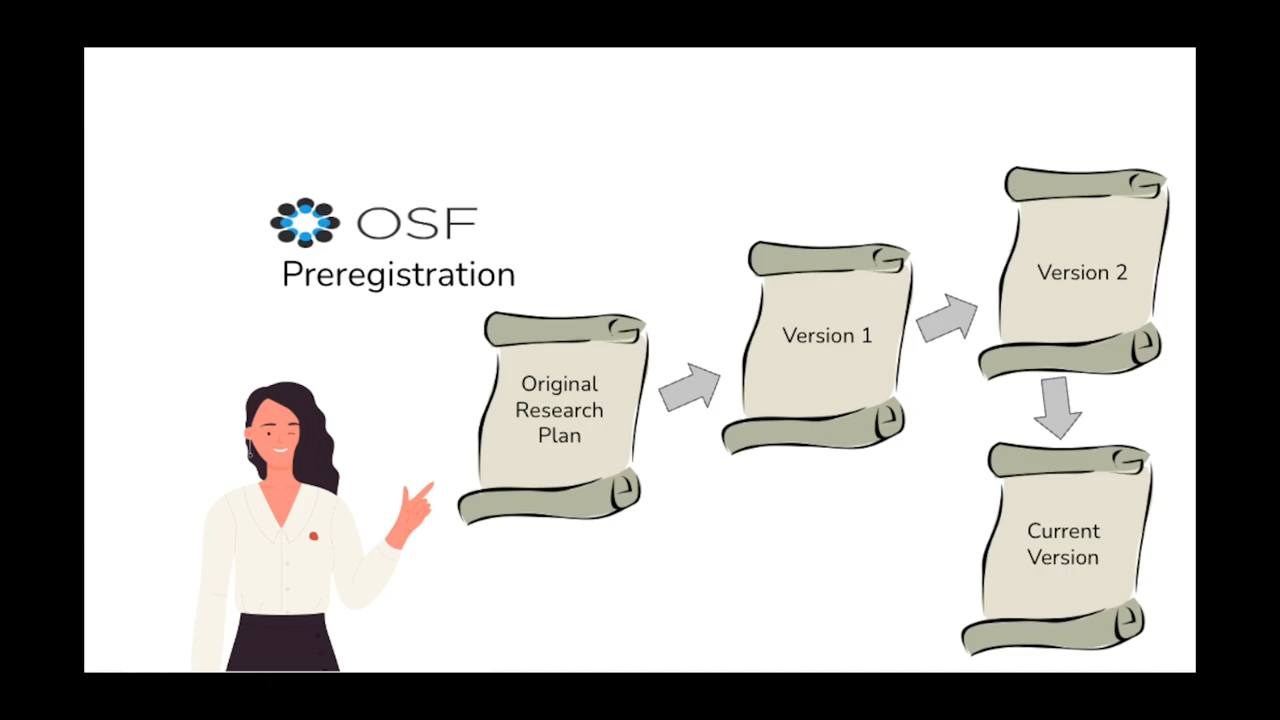 OSF
Preregistration
Original
Research
Plan
Version 1
Version 2
Current
Version